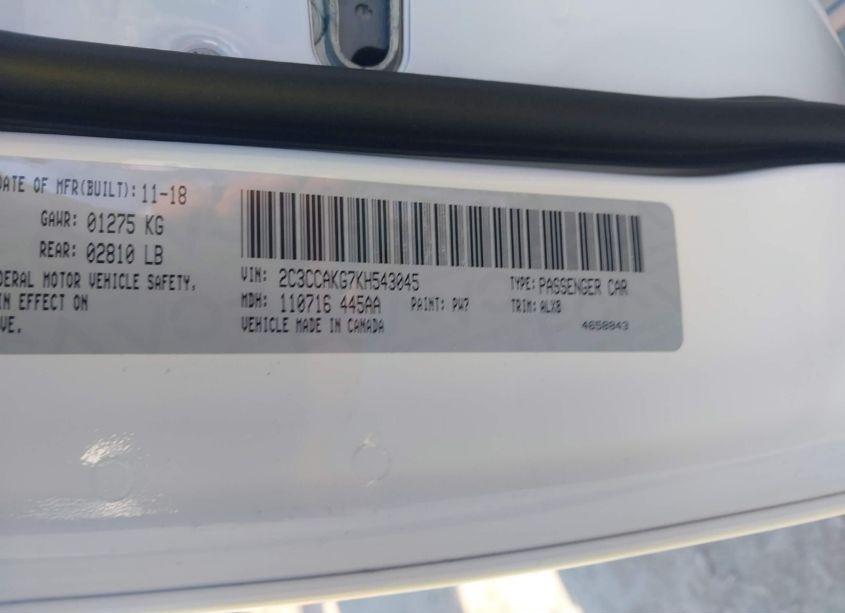 DATE OF MFR(BUILT): 11-18
GAWR: 01275 KG
REAR: 02810 LB
DERAL MOTOR VEHICLE SAFETY,
IN EFFECT ON
VE.
VIN: 2C3CCAKG7KH543045 TYPE: PASSENGER CAR
MDH: 110716 445AA PAINT: PW7 TRIM: ALX8
VEHICLE MADE IN CANADA 4658843